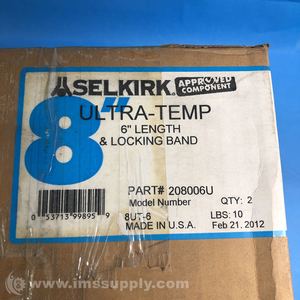 SELKIRK APPROVED COMPONENT
8"
ULTRA-TEMP
6" LENGTH
& LOCKING BAND
PART# 208006U
Model Number QTY: 2
0 53713 99895 9
8UT-6 LBS: 10
MADE IN U.S.A. Feb 21. 2012
© www.imssupply.com